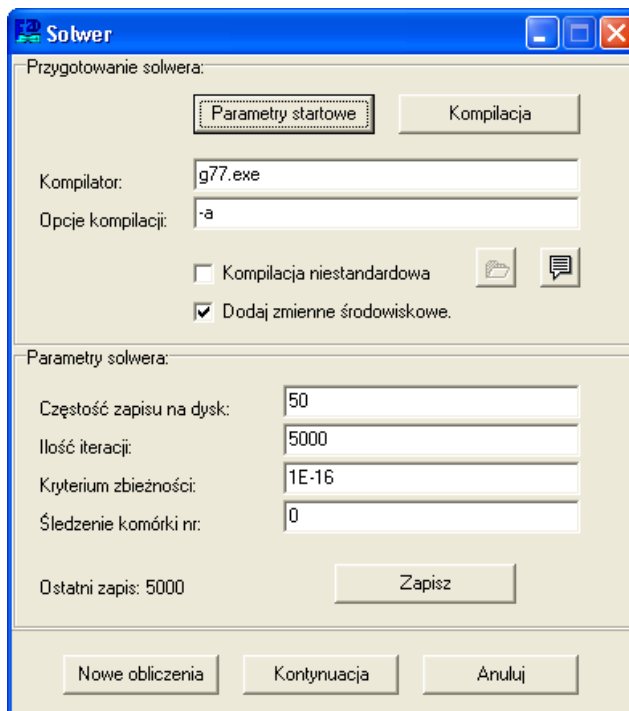 Solwer
Przygotowanie solwera:
Parametry startowe Kompilacja
Kompilator: g77.exe
Opcje kompilacji: -a
Kompilacja niestandardowa
Dodaj zmienne środowiskowe.
Parametry solwera:
Częstość zapisu na dysk: 50
Ilość iteracji: 5000
Kryterium zbieżności: 1E-16
Śledzenie komórki nr: 0
Ostatni zapis: 5000 Zapisz
Nowe obliczenia Kontynuacja Anuluj